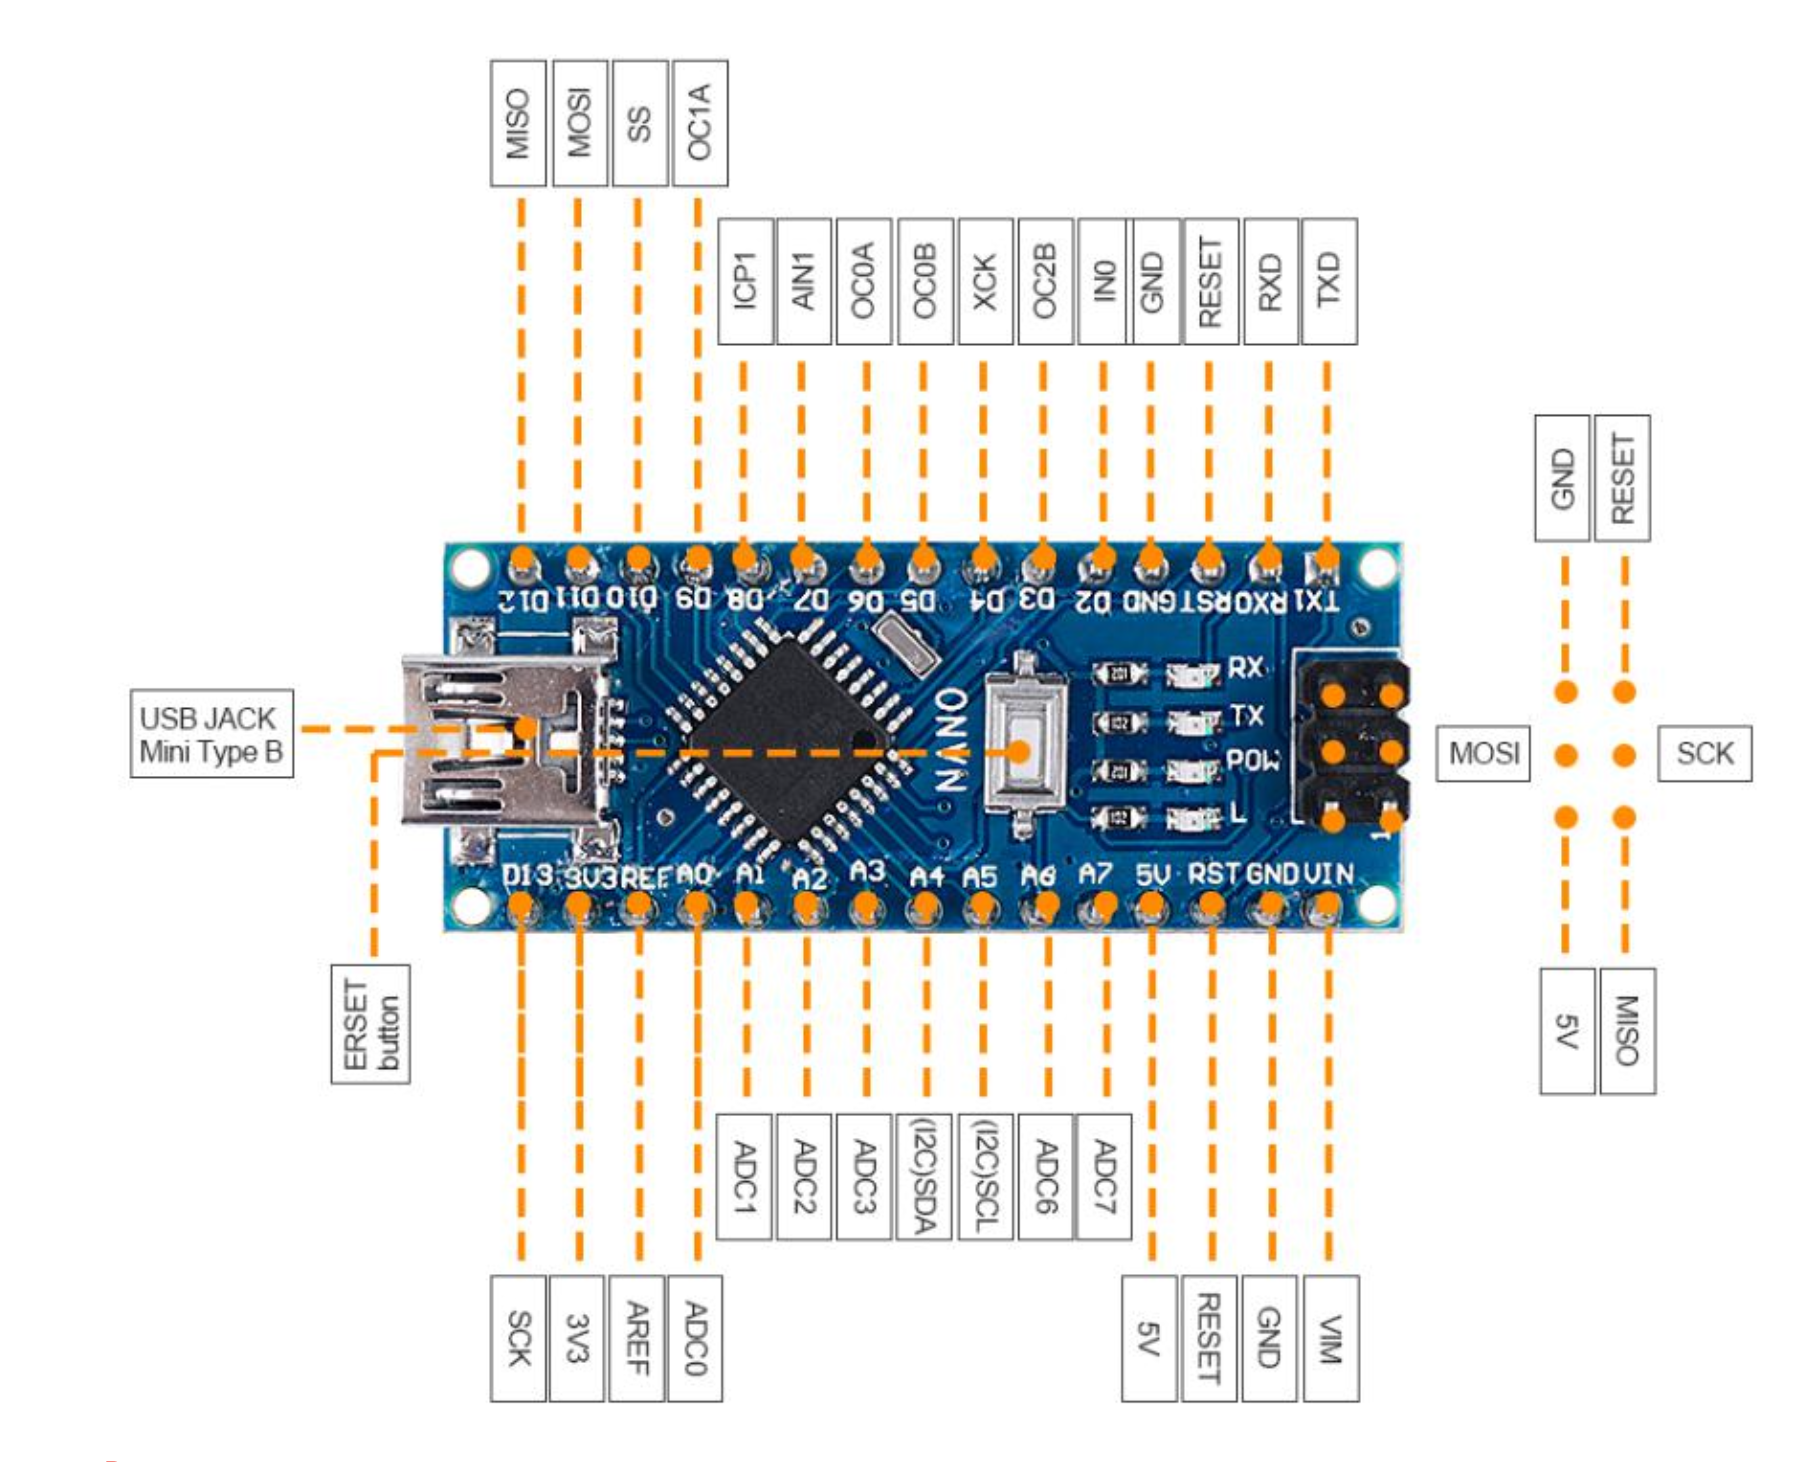 MISO
MOSI
SS
OC1A
ICP1
AIN1
OC0A
OC0B
XCK
OC2B
IN0
GND
RESET
RXD
TXD
GND
RESET
D12
D11
D10
D9
D8
D7
D6
D5
D4
D3
D2
GND
RST
RX0
TX1
USB JACK
Mini Type B
NANO
RX
TX
POW
L
1
MOSI
SCK
D13
3V3
REF
A0
A1
A2
A3
A4
A5
A6
A7
5V
RST
GND
VIN
ERSET
button
5V
MISO
ADC1
ADC2
ADC3
(I2C)SDA
(I2C)SCL
ADC6
ADC7
SCK
3V3
AREF
ADC0
5V
RESET
GND
VIM